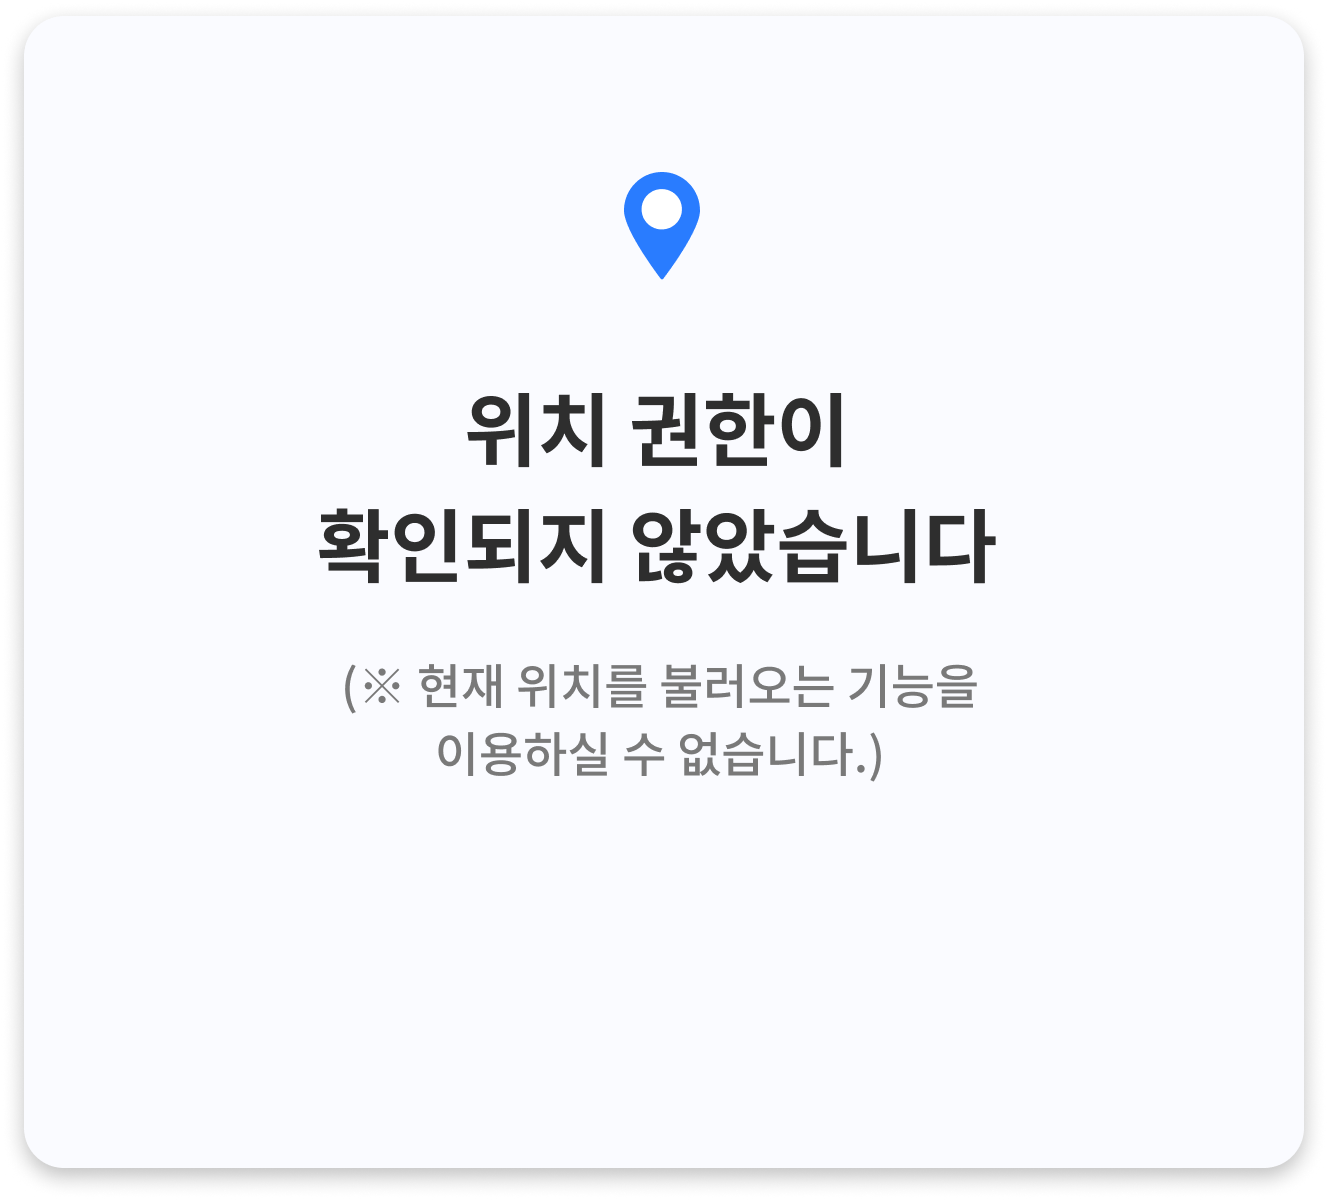 위치 권한이
확인되지 않았습니다
(※ 현재 위치를 불러오는 기능을
이용하실 수 없습니다.)